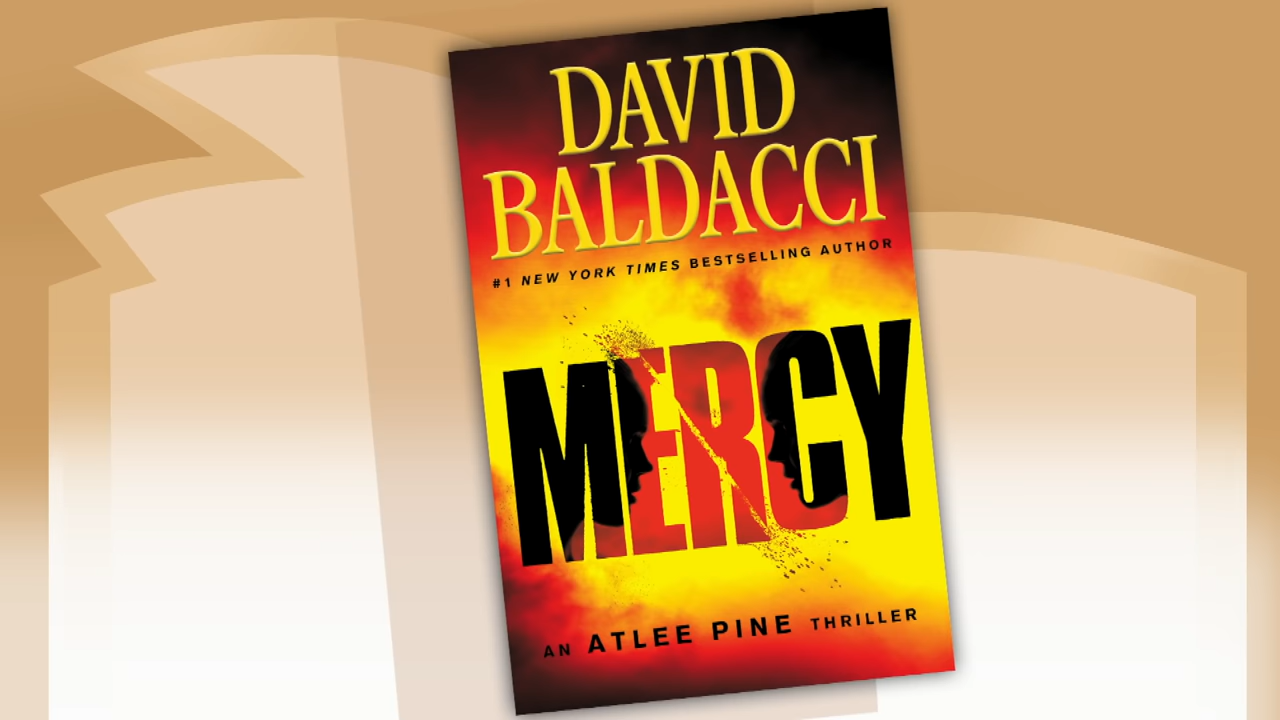 DAVID
BALDACCI
#1 NEW YORK TIMES BESTSELLING AUTHOR
MERCY
AN ATLEE PINE THRILLER